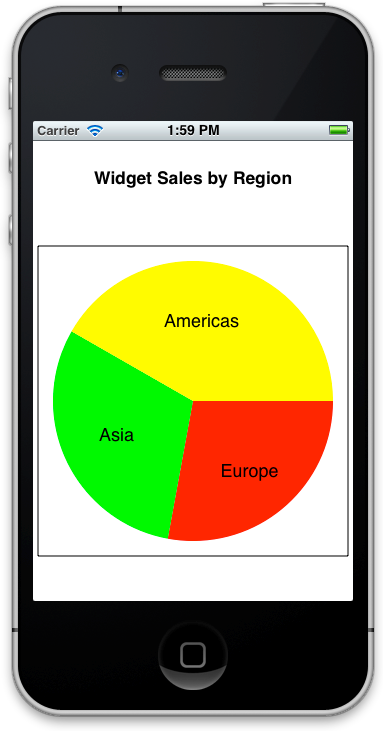 Carrier 1:59 PM
Widget Sales by Region
Americas
Asia
Europe